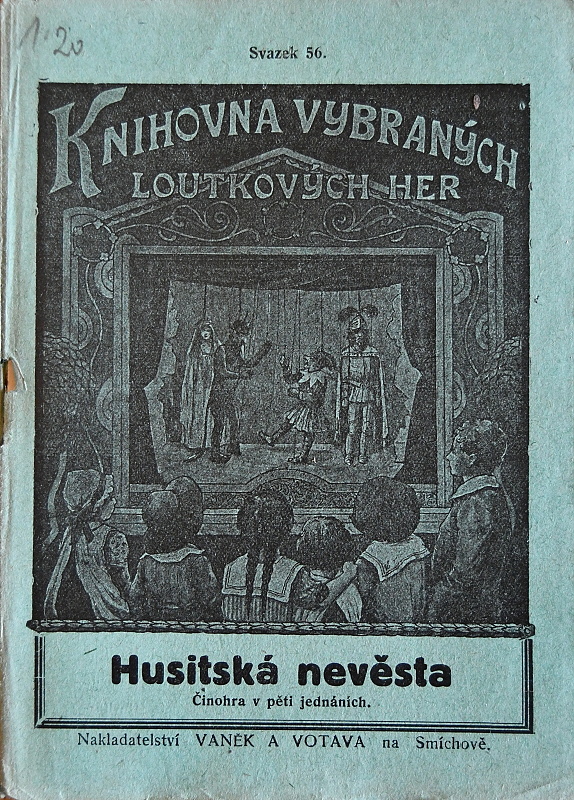 1·20
Svazek 56.
KNIHOVNA VYBRANÝCH
LOUTKOVÝCH HER
Husitská nevěsta
Činohra v pěti jednáních.
Nakladatelství VANĚK A VOTAVA na Smíchově.